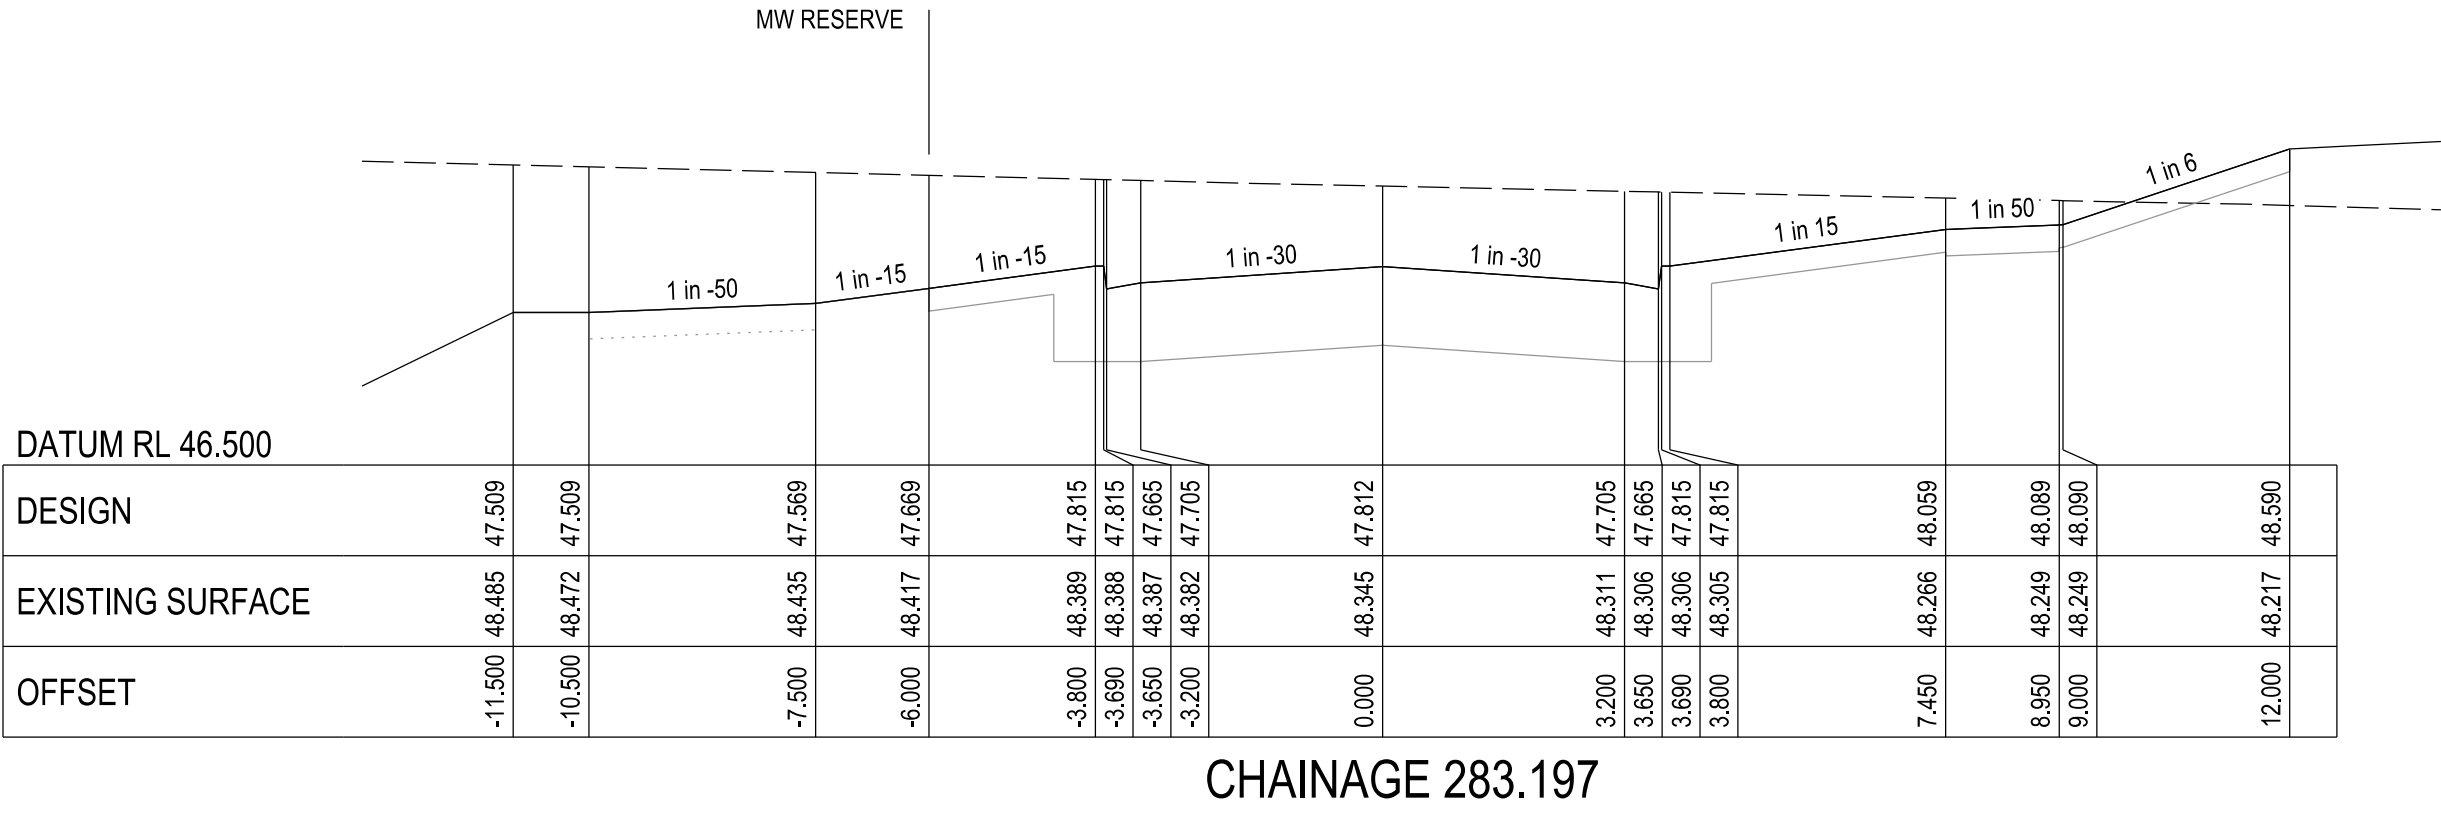 MW RESERVE
1 in -50
1 in -15
1 in -15
1 in -30
1 in -30
1 in 15
1 in 50
1 in 6
DATUM RL 46.500
DESIGN 47.509 47.509 47.569 47.669 47.815 47.815 47.665 47.705 47.812 47.705 47.665 47.815 47.815 48.059 48.089 48.090 48.590
EXISTING SURFACE 48.485 48.472 48.435 48.417 48.389 48.388 48.387 48.382 48.345 48.311 48.306 48.306 48.305 48.266 48.249 48.249 48.217
OFFSET -11.500 -10.500 -7.500 -6.000 -3.800 -3.690 -3.650 -3.200 0.000 3.200 3.650 3.690 3.800 7.450 8.950 9.000 12.000
CHAINAGE 283.197